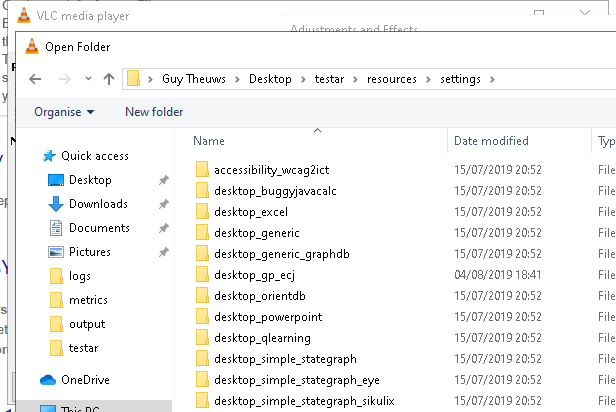 VLC media player
Adjustments and Effects
Open Folder
Guy Theuws > Desktop > testar > resources > settings >
Organise New folder
Name Date modified
Quick access
Desktop
Downloads
Documents
Pictures
logs
metrics
output
testar
OneDrive
This PC
accessibility_wcag2ict 15/07/2019 20:52 File
desktop_buggyjavacalc 15/07/2019 20:52 File
desktop_excel 15/07/2019 20:52 File
desktop_generic 15/07/2019 20:52 File
desktop_generic_graphdb 15/07/2019 20:52 File
desktop_gp_ecj 04/08/2019 18:41 File
desktop_orientdb 15/07/2019 20:52 File
desktop_powerpoint 15/07/2019 20:52 File
desktop_qlearning 15/07/2019 20:52 File
desktop_simple_stategraph 15/07/2019 20:52 File
desktop_simple_stategraph_eye 15/07/2019 20:52 File
desktop_simple_stategraph_sikulix 15/07/2019 20:52 File